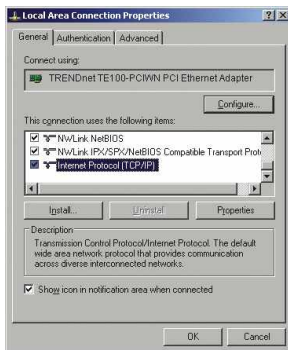 Local Area Connection Properties
General Authentication Advanced
Connect using:
TRENDnet TE100-PCIWN PCI Ethernet Adapter
Configure...
This connection uses the following items:
NWLink NetBIOS
NWLink IPX/SPX/NetBIOS Compatible Transport Prot
Internet Protocol (TCP/IP)
Install... Uninstall Properties
Description
Transmission Control Protocol/Internet Protocol. The default
wide area network protocol that provides communication
across diverse interconnected networks.
Show icon in notification area when connected
OK Cancel